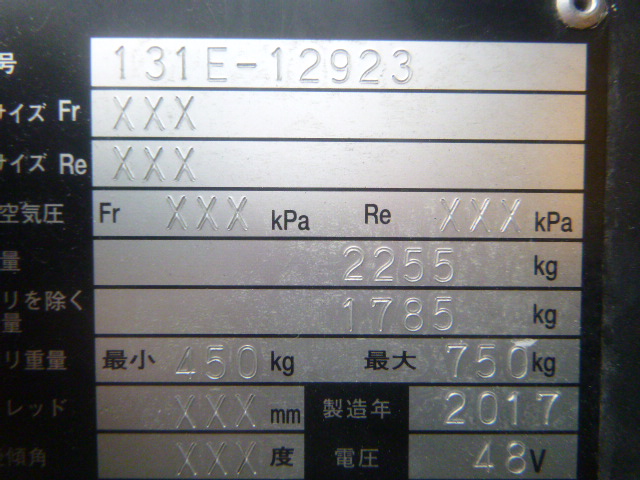 号 131E-12923
サイズ Fr XXX
サイズ Re XXX
空気圧 Fr XXX kPa Re XXX kPa
量 2255 kg
リを除く
量 1785 kg
リ重量 最小 450 kg 最大 750 kg
レッド XXX mm 製造年 2017
傾角 XXX 度 電圧 48 V